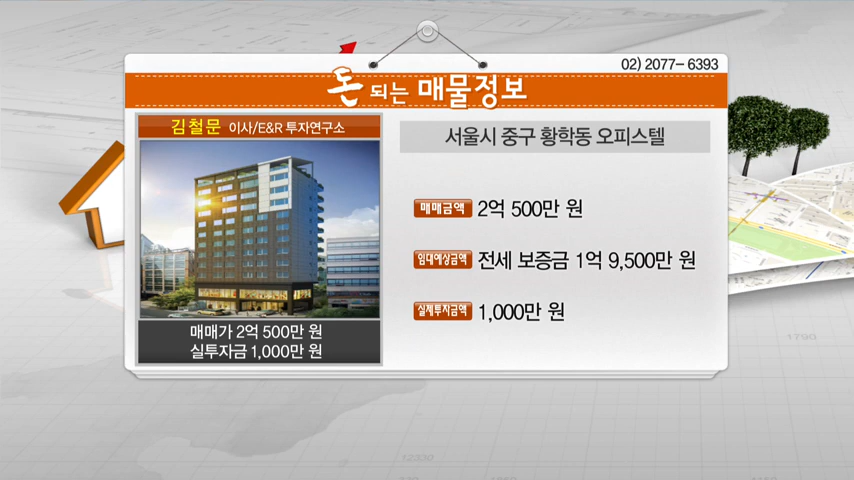 02) 2077-6393
돈 되는 매물정보
김철문 이사/E&R 투자연구소
서울시 중구 황학동 오피스텔
매매금액 2억 500만 원
임대예상금액 전세 보증금 1억 9,500만 원
실제투자금액 1,000만 원
매매가 2억 500만 원
실투자금 1,000만 원
1790
12330